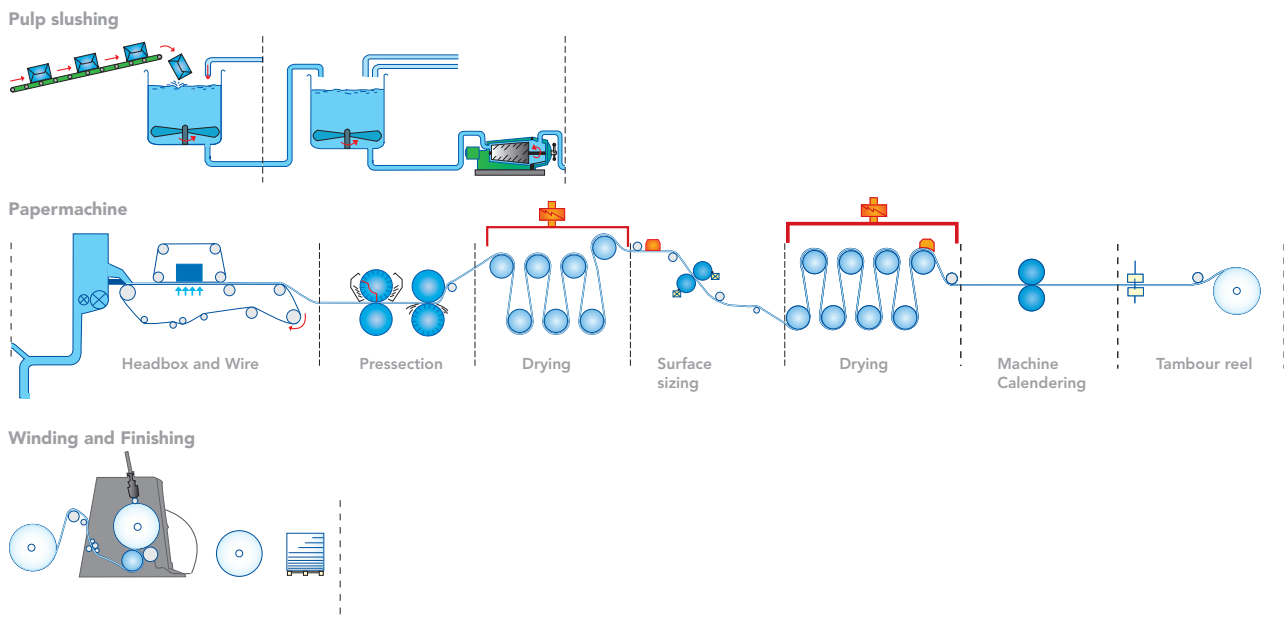 Pulp slushing
Papermachine
Headbox and Wire
Pressection
Drying
Surface
sizing
Drying
Machine
Calendering
Tambour reel
Winding and Finishing